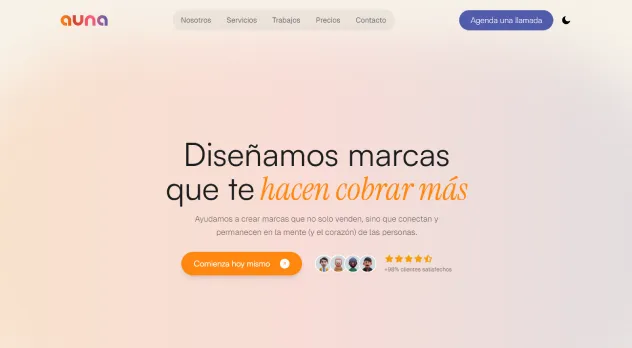 auna
Nosotros Servicios Trabajos Precios Contacto
Agenda una llamada
Diseñamos marcas
que te hacen cobrar más
Ayudamos a crear marcas que no solo venden, sino que conectan y
permanecen en la mente (y el corazón) de las personas.
Comienza hoy mismo
+98% clientes satisfechos